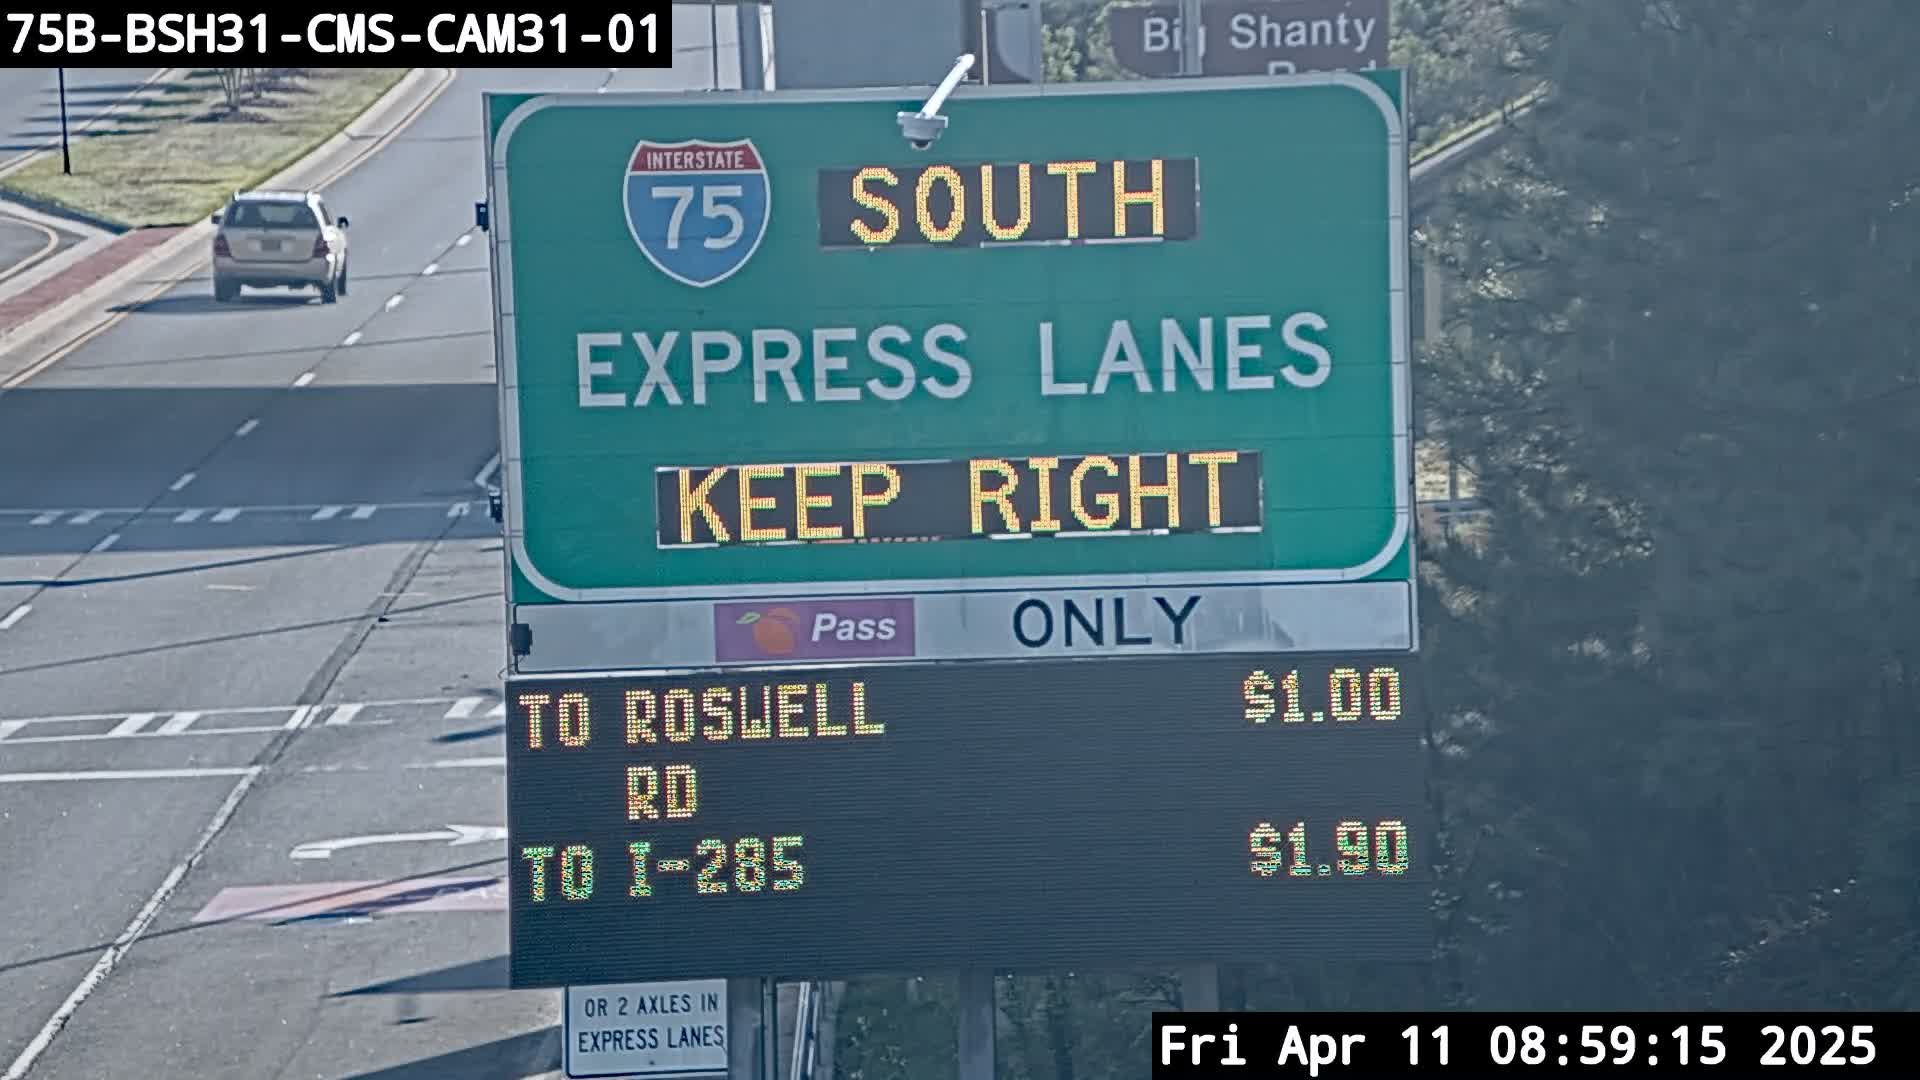 75B-BSH31-CMS-CAM31-01
Big Shanty
Road
INTERSTATE
75
SOUTH
EXPRESS LANES
KEEP RIGHT
Pass ONLY
TO ROSWELL $1.00
RD
TO I-285 $1.90
OR 2 AXLES IN
EXPRESS LANES
Fri Apr 11 08:59:15 2025